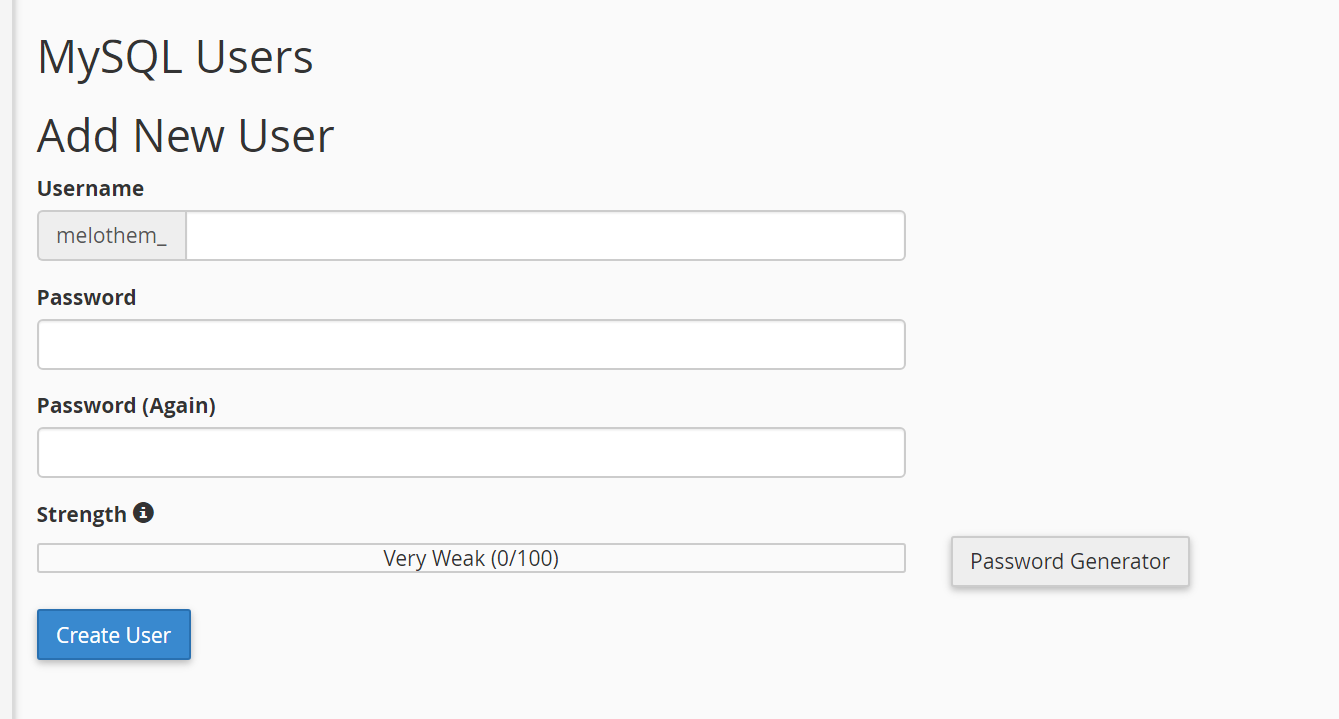 MySQL Users
Add New User
Username
melothem_
Password
Password (Again)
Strength
Very Weak (0/100)
Password Generator
Create User